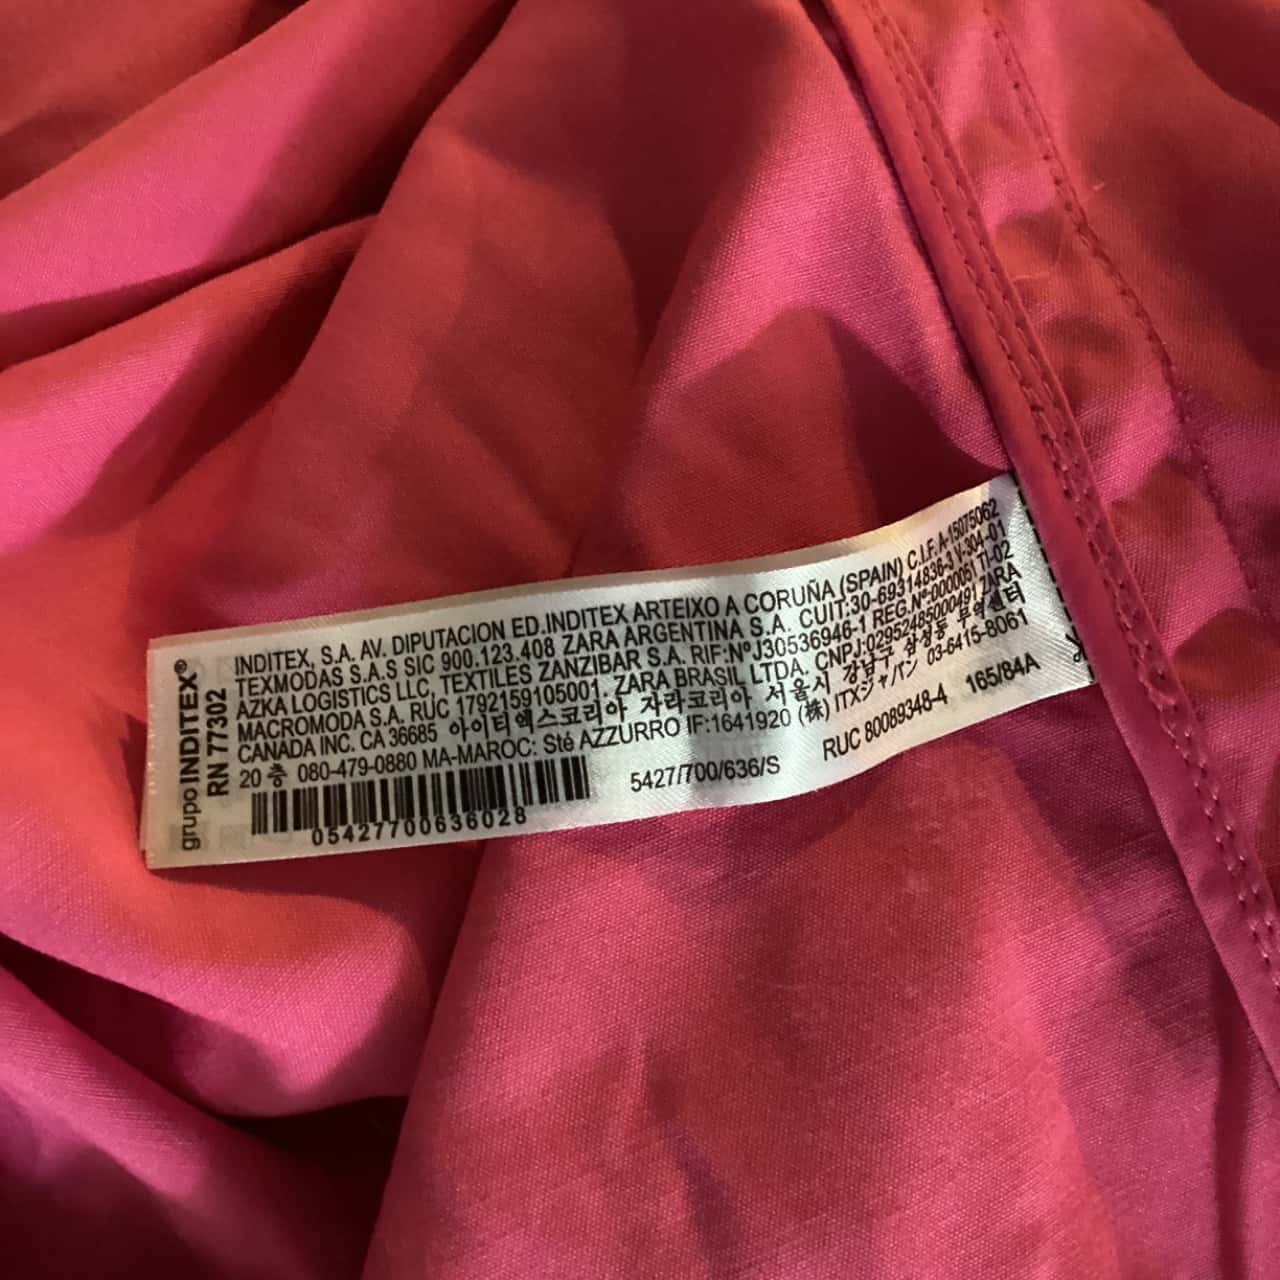 grupo INDITEX®
RN 77302
INDITEX, S.A. AV. DIPUTACION ED.INDITEX ARTEIXO A CORUÑA (SPAIN) C.I.F. A-15075062
TEXMODAS S.A.S SIC 900.123.408 ZARA ARGENTINA S.A. CUIT:30-69314836-3 V-304-01
AZKA LOGISTICS LLC, TEXTILES ZANZIBAR S.A. RIF:NºJ30536946-1 REG.Nº-0000051 TI-02
MACROMODA S.A. RUC 1792159105001. ZARA BRASIL LTDA. CNPJ:02952485000491 ZARA
CANADA INC. CA 36685 아이티엑스코리아 자라코리아 서울시 강남구 삼성동 무역센터
20 층 080-479-0880 MA-MAROC: Sté AZZURRO IF:1641920 (株) ITXジャパン 03-6415-8061
5427/700/636/S RUC 80089348-4 165/84A
05427700636028